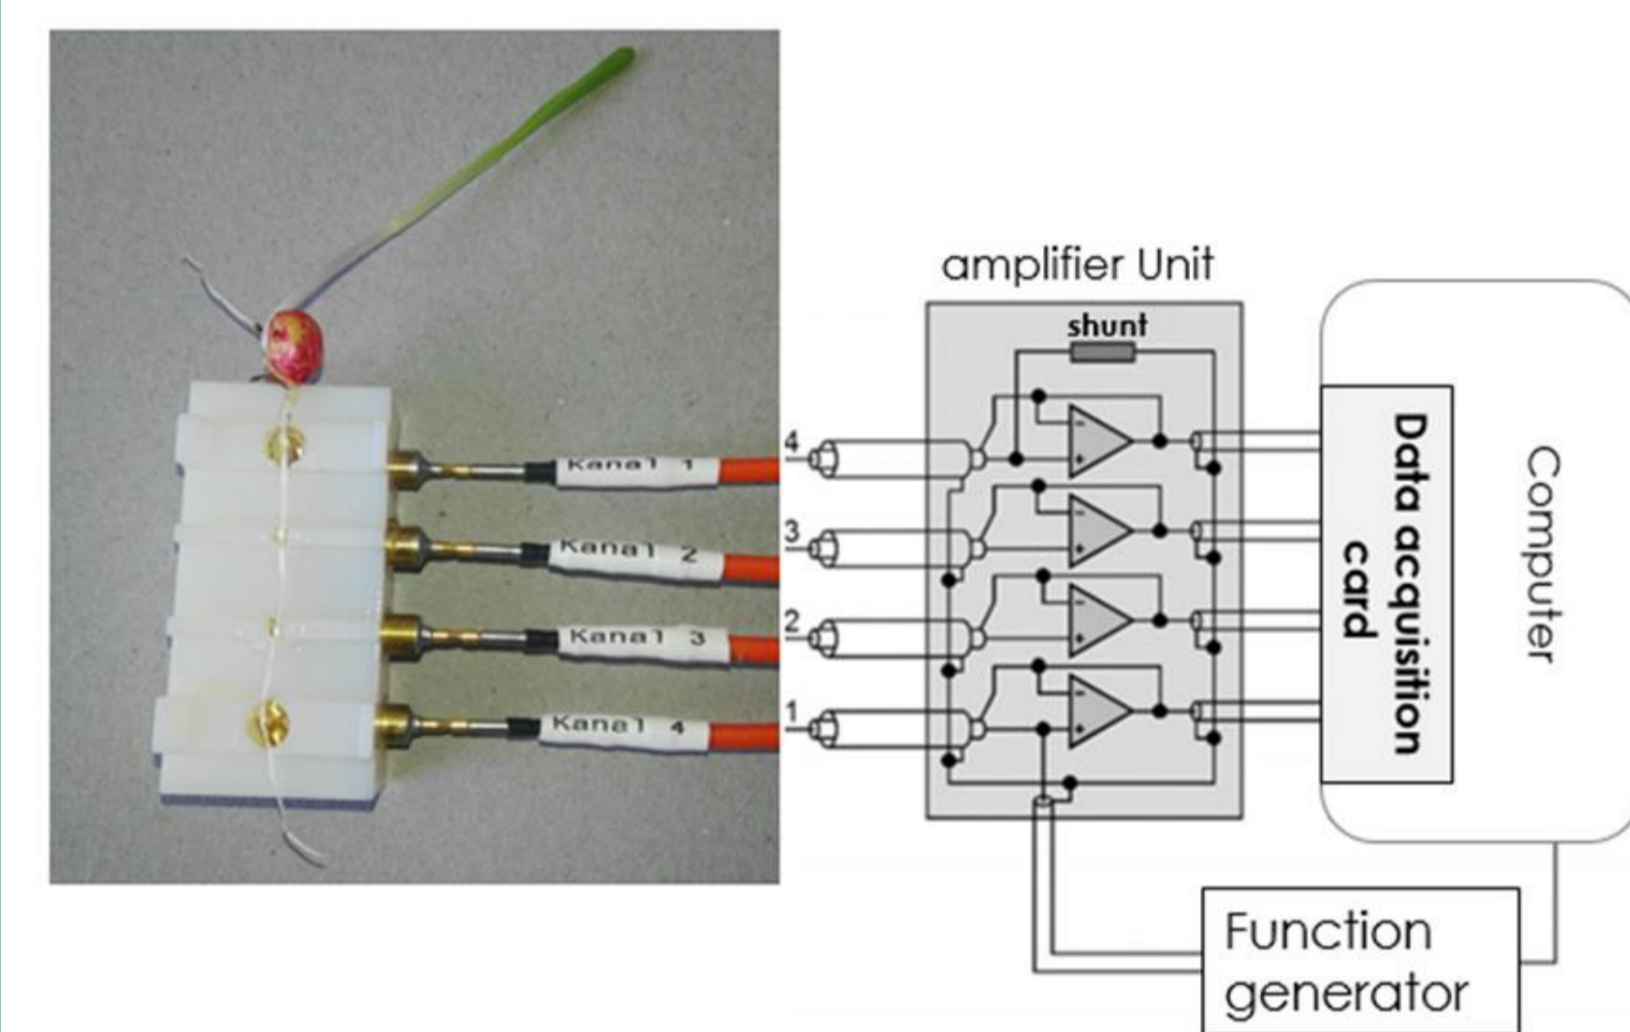 Kanal 1
Kanal 2
Kanal 3
Kanal 4
amplifier Unit
shunt
4
3
2
1
-
+
-
+
-
+
-
+
Data acquisition
card
Computer
Function
generator